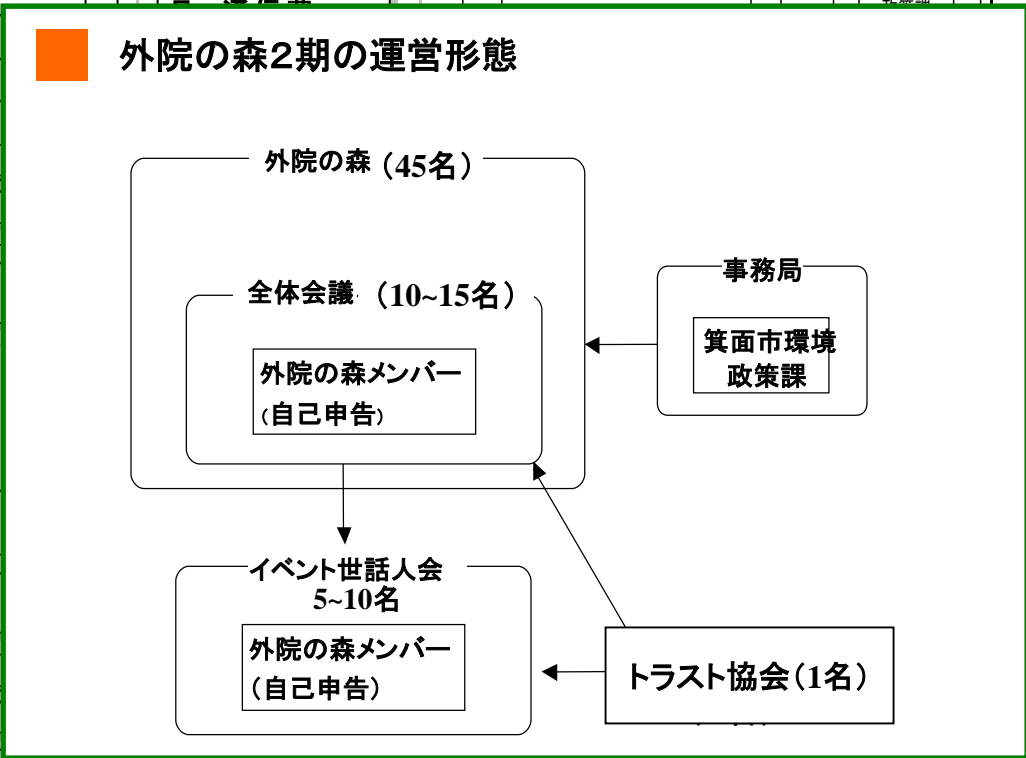 外院の森２期の運営形態
外院の森（45名）
全体会議（10~15名）
外院の森メンバー
（自己申告）
事務局
箕面市環境
政策課
イベント世話人会
5~10名
外院の森メンバー
（自己申告）
トラスト協会（1名）